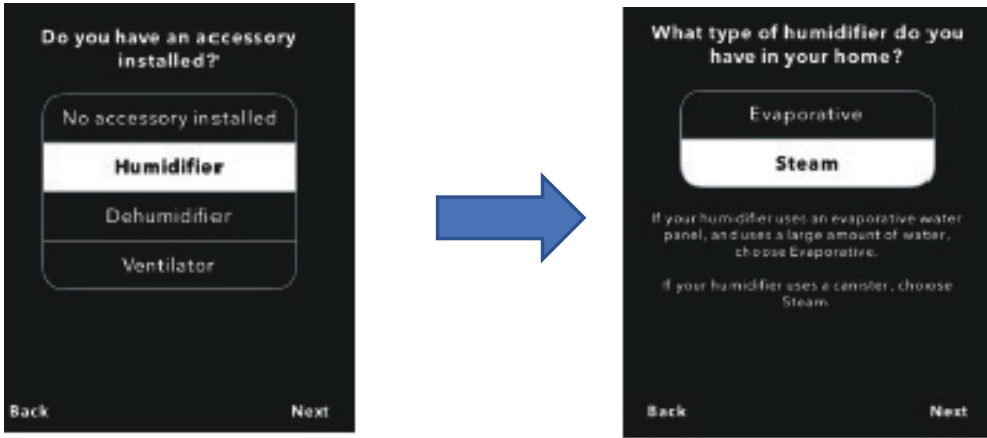 Do you have an accessory
installed?
No accessory installed
Humidifier
Dehumidifier
Ventilator
Back
Next
What type of humidifier do you
have in your home?
Evaporative
Steam
If your humidifier uses an evaporative water
panel, and uses a large amount of water,
choose Evaporative.
If your humidifier uses a canister, choose
Steam.
Back
Next